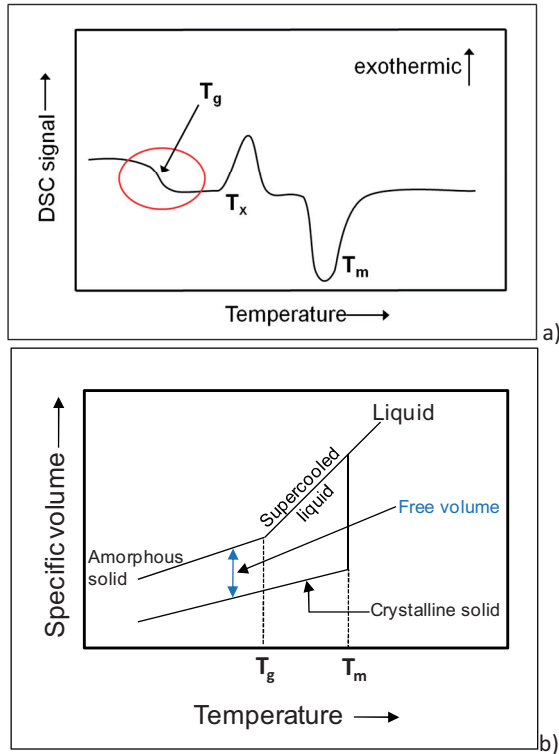 exothermic
Tg
DSC signal
Tx
Tm
Temperature
a)
Liquid
Supercooled
liquid
Specific volume
Free volume
Amorphous
solid
Crystalline solid
Tg
Tm
Temperature
b)